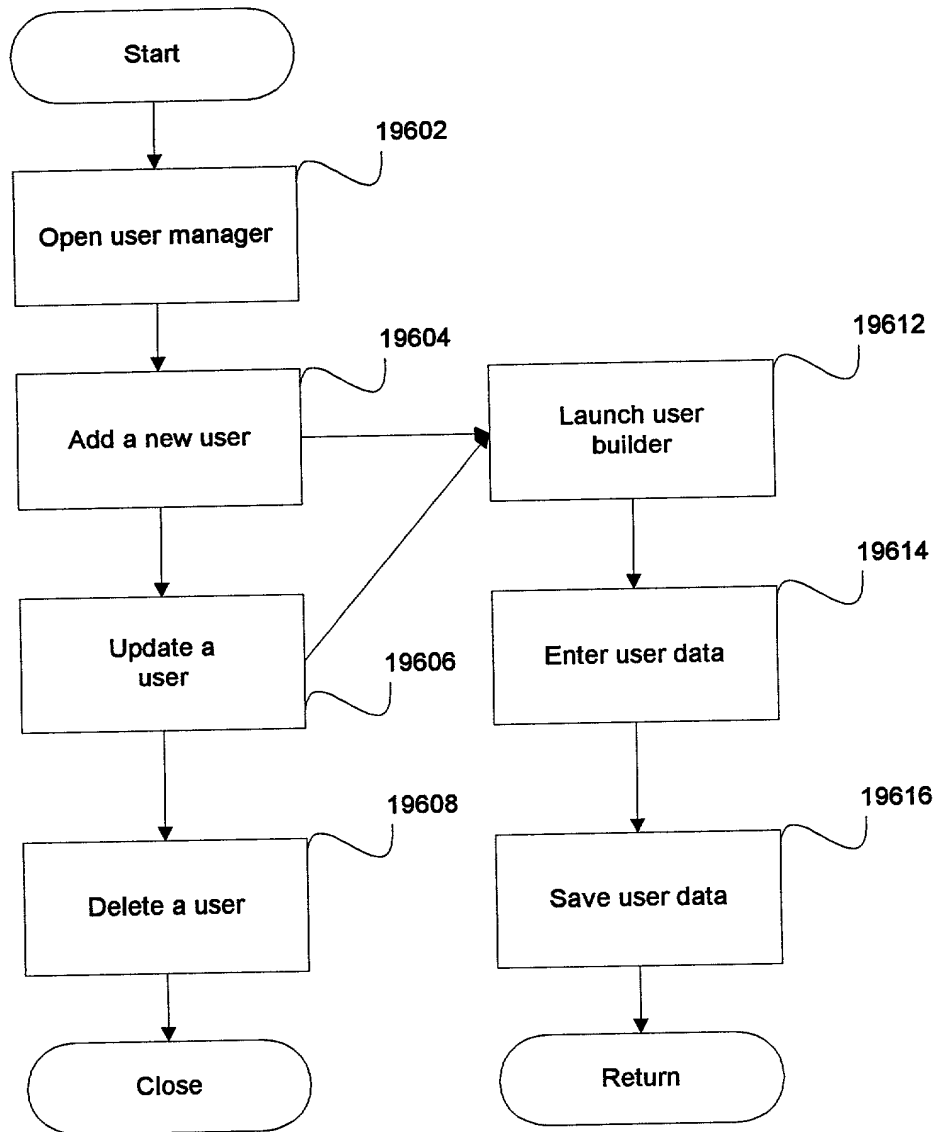 Start
19602
Open user manager
19604
Add a new user
19612
Launch user
builder
19606
Update a
user
19614
Enter user data
19608
Delete a user
19616
Save user data
Close
Return